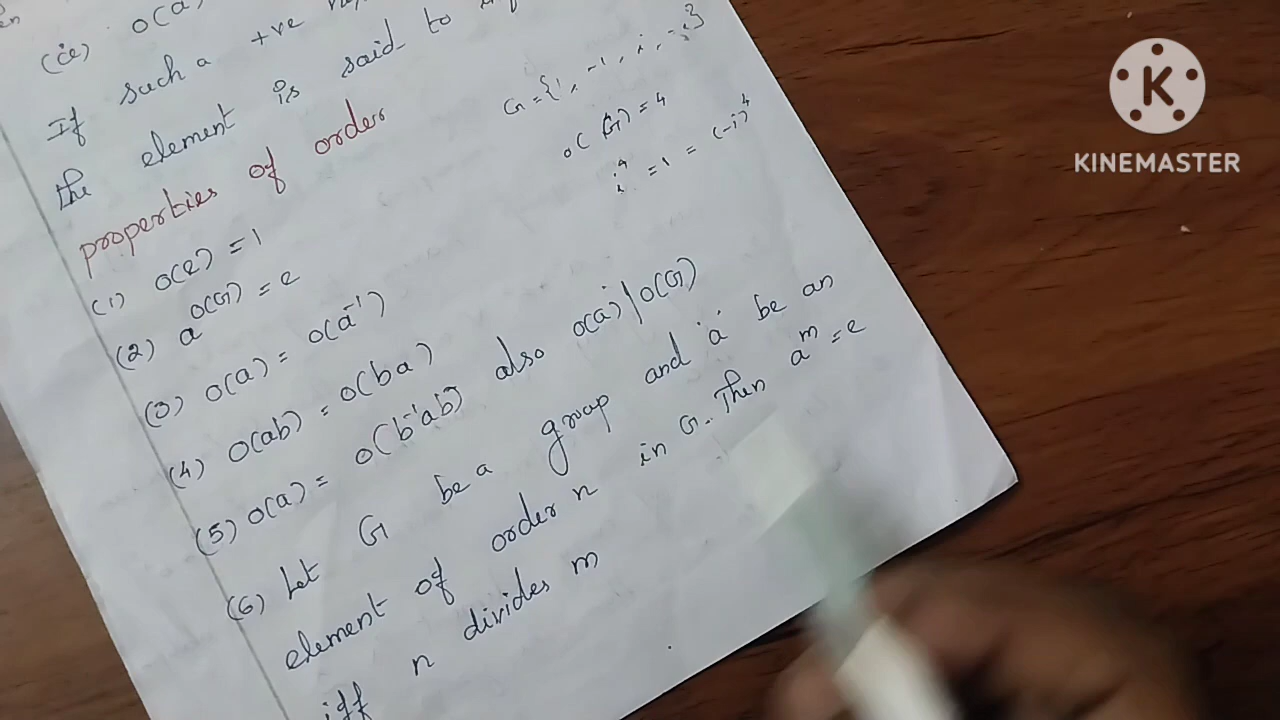 (ie) o(a)
If such a +ve
the element is said to
properties of order
G = {1, -1, i, -i}
o(G) = 4
i⁴ = 1 = (-i)⁴
(1) o(e) = 1
(2) a^o(G) = e
(3) o(a) = o(a⁻¹)
(4) o(ab) = o(ba)
(5) o(a) = o(b⁻¹ab) also o(a) | o(G)
(6) Let G be a group and 'a' be an
element of order n in G. Then a^m = e
iff n divides m
K
KINEMASTER